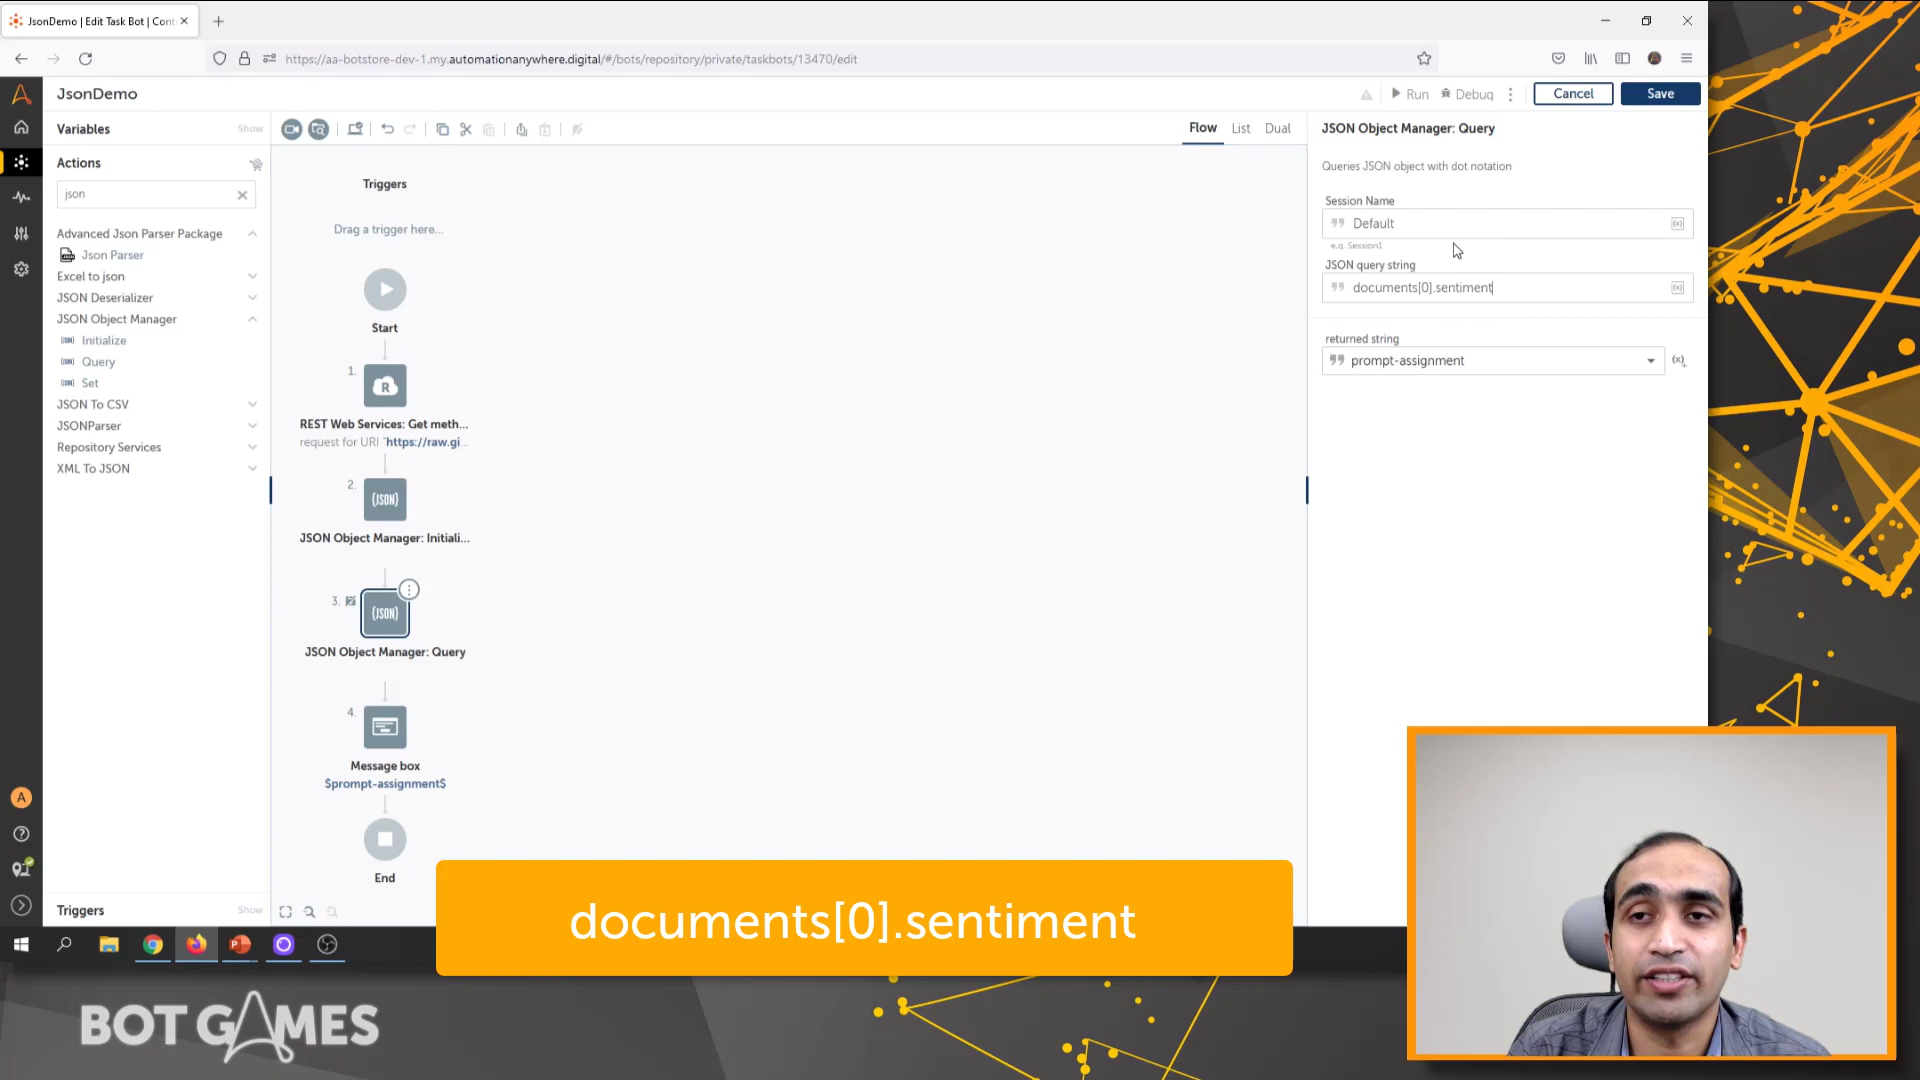 JsonDemo | Edit Task Bot | Cont
https://aa-botstore-dev-1.my.automationanywhere.digital/#/bots/repository/private/taskbots/13470/edit
JsonDemo
Run
Debug
Cancel
Save
Variables
Show
Actions
json
Advanced Json Parser Package
Json Parser
Excel to json
JSON Deserializer
JSON Object Manager
Initialize
Query
Set
JSON To CSV
JSONParser
Repository Services
XML To JSON
Triggers
Show
Flow
List
Dual
Triggers
Drag a trigger here...
Start
1.
R
REST Web Services: Get meth...
request for URI "https://raw.gi...
2.
{JSON}
JSON Object Manager: Initiali...
3.
{JSON}
JSON Object Manager: Query
4.
Message box
$prompt-assignment$
End
JSON Object Manager: Query
Queries JSON object with dot notation
Session Name
Default
e.g. Session1
JSON query string
documents[0].sentiment
returned string
prompt-assignment
A
documents[0].sentiment
BOT GAMES